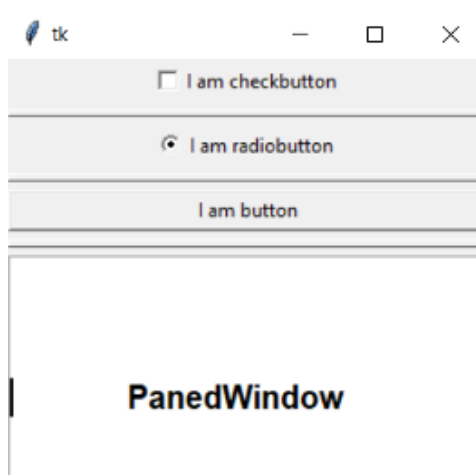 tk
I am checkbutton
I am radiobutton
I am button
PanedWindow